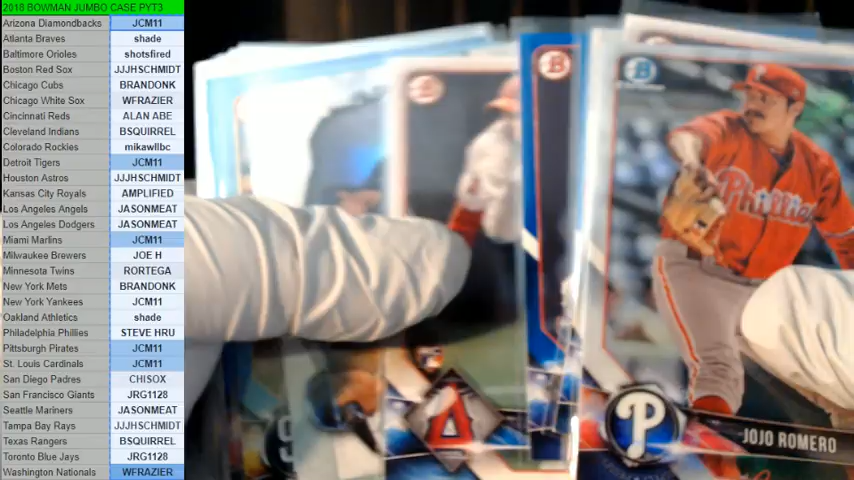 2018 BOWMAN JUMBO CASE PYT3
Arizona Diamondbacks JCM11
Atlanta Braves shade
Baltimore Orioles shotsfired
Boston Red Sox JJJHSCHMIDT
Chicago Cubs BRANDONK
Chicago White Sox WFRAZIER
Cincinnati Reds ALAN ABE
Cleveland Indians BSQUIRREL
Colorado Rockies mikawllbc
Detroit Tigers JCM11
Houston Astros JJJHSCHMIDT
Kansas City Royals AMPLIFIED
Los Angeles Angels JASONMEAT
Los Angeles Dodgers JASONMEAT
Miami Marlins JCM11
Milwaukee Brewers JOE H
Minnesota Twins RORTEGA
New York Mets BRANDONK
New York Yankees JCM11
Oakland Athletics shade
Philadelphia Phillies STEVE HRU
Pittsburgh Pirates JCM11
St. Louis Cardinals JCM11
San Diego Padres CHISOX
San Francisco Giants JRG1128
Seattle Mariners JASONMEAT
Tampa Bay Rays JJJHSCHMIDT
Texas Rangers BSQUIRREL
Toronto Blue Jays JRG1128
Washington Nationals WFRAZIER
B
B
B
Phillies
A
P
JOJO ROMERO